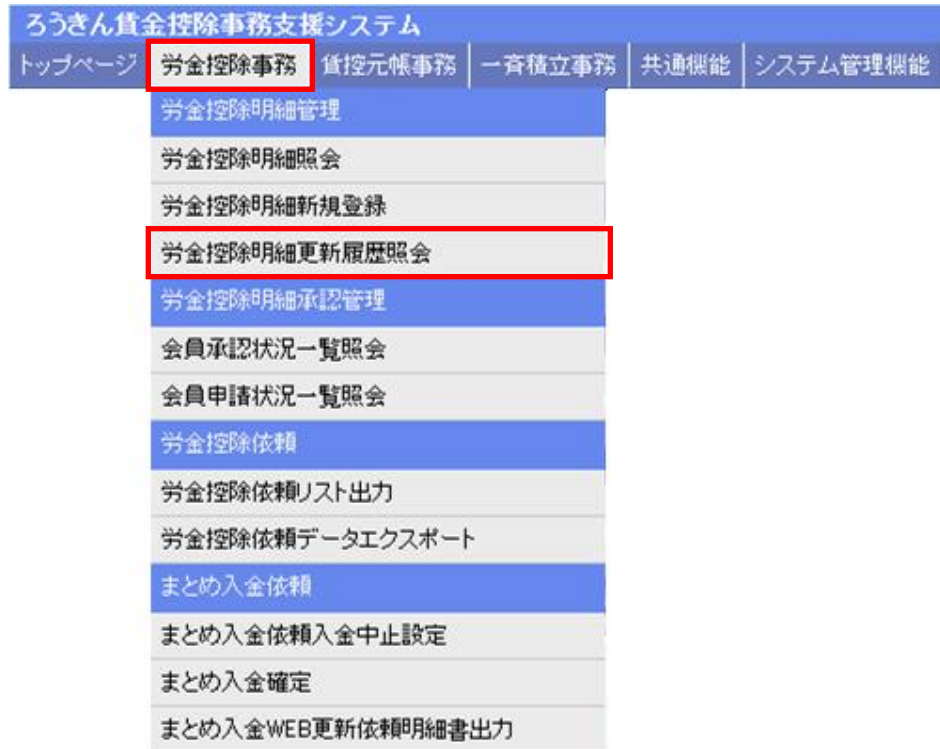 ろうきん賃金控除事務支援システム
トップページ 労金控除事務 賃控元帳事務 一斉積立事務 共通機能 システム管理機能
労金控除明細管理
労金控除明細照会
労金控除明細新規登録
労金控除明細更新履歴照会
労金控除明細承認管理
会員承認状況一覧照会
会員申請状況一覧照会
労金控除依頼
労金控除依頼リスト出力
労金控除依頼データエクスポート
まとめ入金依頼
まとめ入金依頼入金中止設定
まとめ入金確定
まとめ入金WEB更新依頼明細書出力